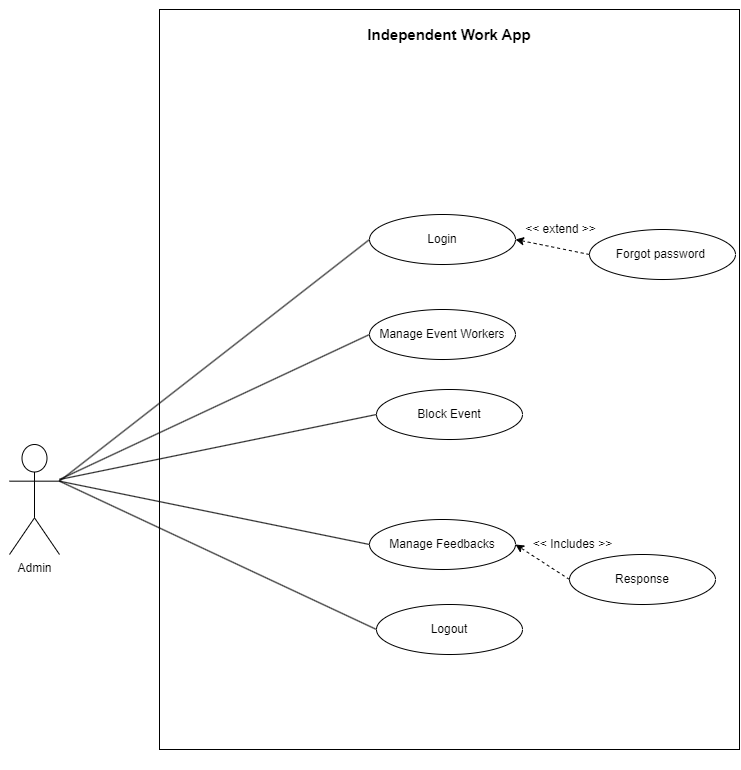 Independent Work App
Login
<< extend >>
Forgot password
Manage Event Workers
Block Event
Admin
Manage Feedbacks
<< Includes >>
Response
Logout